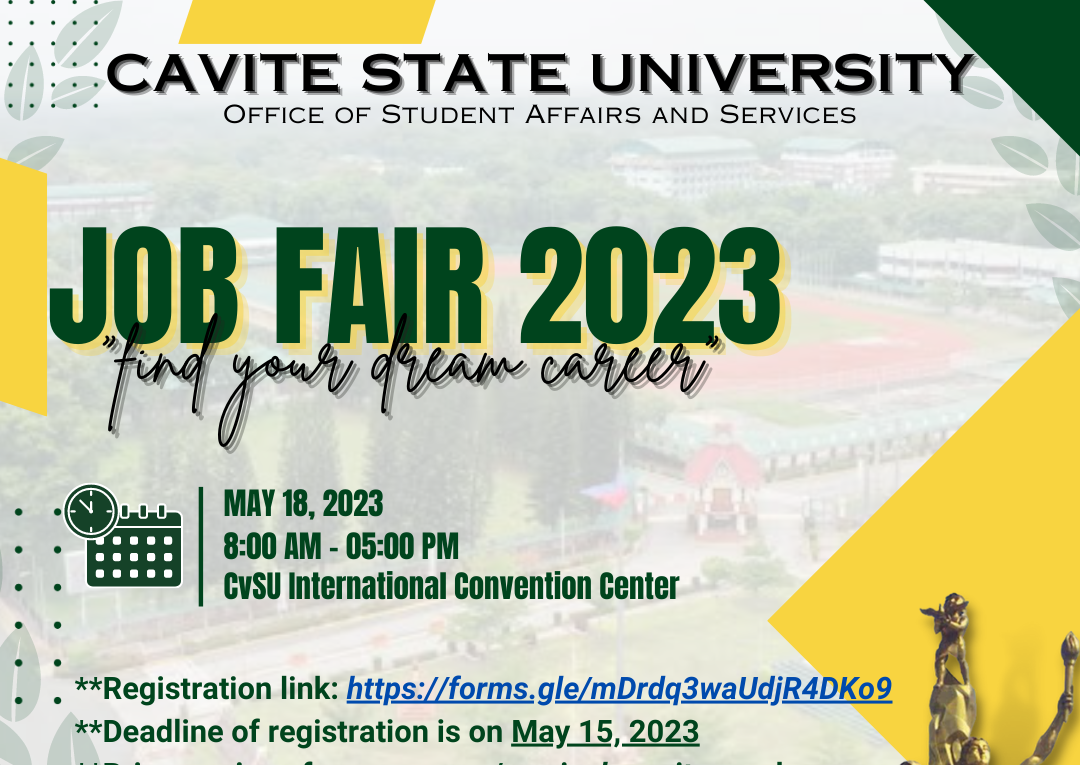 CAVITE STATE UNIVERSITY
OFFICE OF STUDENT AFFAIRS AND SERVICES
JOB FAIR 2023
"find your dream career"
MAY 18, 2023
8:00 AM - 05:00 PM
CvSU International Convention Center
**Registration link: https://forms.gle/mDrdq3waUdjR4DKo9
**Deadline of registration is on May 15, 2023